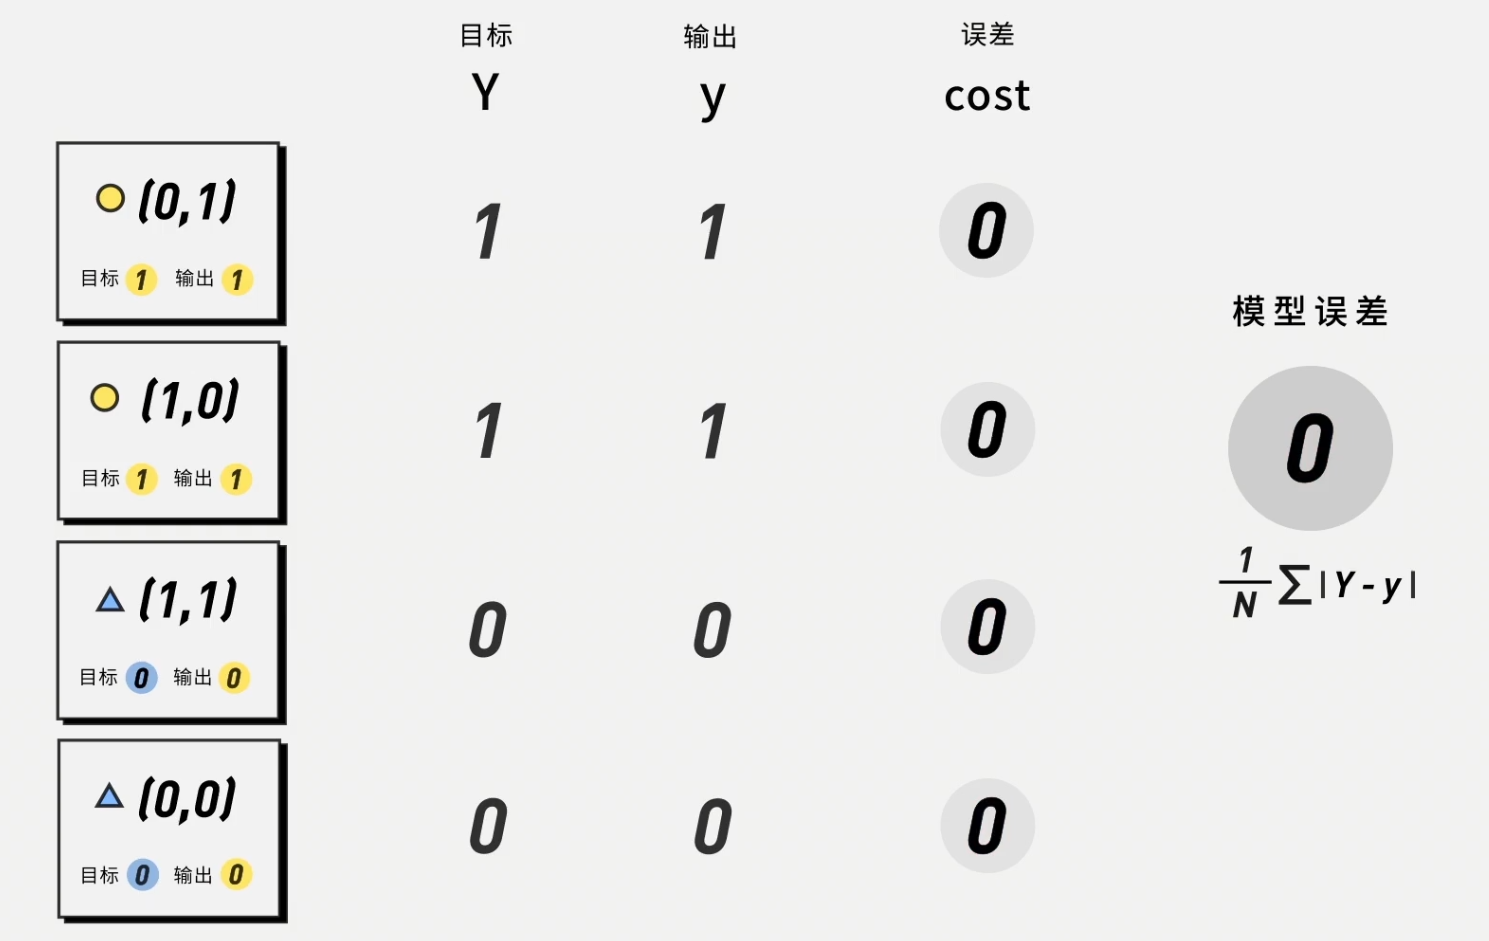 目标 输出 误差
Y y cost
(0,1)
目标 1 输出 1
1 1 0
模型误差
(1,0)
目标 1 输出 1
1 1 0
0
(1,1)
目标 0 输出 0
0 0 0
1/N ∑|Y-y|
(0,0)
目标 0 输出 0
0 0 0